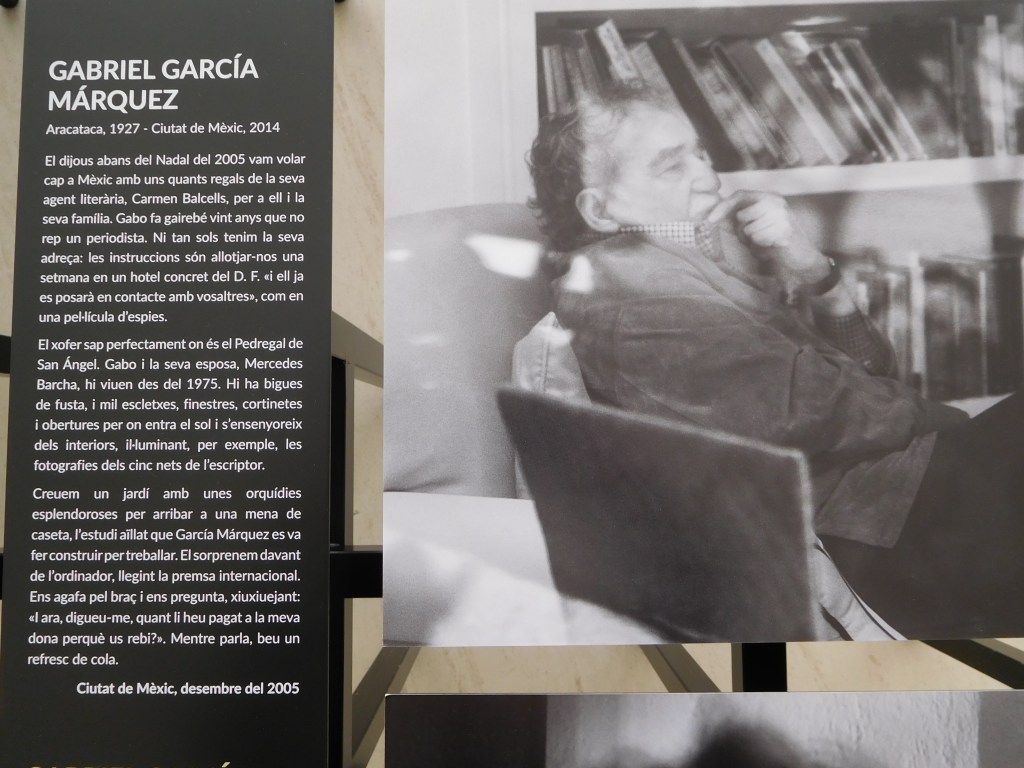 GABRIEL GARCÍA
MÁRQUEZ
Aracataca, 1927 - Ciutat de Mèxic, 2014
El dijous abans del Nadal del 2005 vam volar
cap a Mèxic amb uns quants regals de la seva
agent literària, Carmen Balcells, per a ell i la
seva família. Gabo fa gairebé vint anys que no
rep un periodista. Ni tan sols tenim la seva
adreça: les instruccions són allotjar-nos una
setmana en un hotel concret del D. F. «i ell ja
es posarà en contacte amb vosaltres», com en
una pel·lícula d'espies.
El xofer sap perfectament on és el Pedregal de
San Ángel. Gabo i la seva esposa, Mercedes
Barcha, hi viuen des del 1975. Hi ha bigues
de fusta, i mil escletxes, finestres, cortinetes
i obertures per on entra el sol i s'ensenyoreix
dels interiors, il·luminant, per exemple, les
fotografies dels cinc nets de l'escriptor.
Creuem un jardí amb unes orquídies
esplendoroses per arribar a una mena de
caseta, l'estudi aïllat que García Márquez es va
fer construir per treballar. El sorprenem davant
de l'ordinador, llegint la premsa internacional.
Ens agafa pel braç i ens pregunta, xiuxiuejant:
«I ara, digueu-me, quant li heu pagat a la meva
dona perquè us rebi?». Mentre parla, beu un
refresc de cola.
Ciutat de Mèxic, desembre del 2005